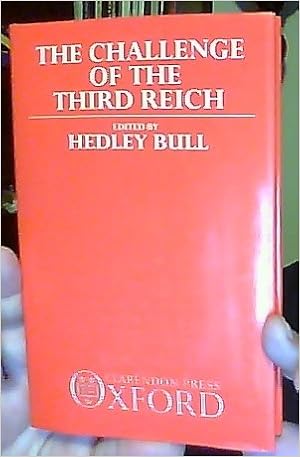 THE CHALLENGE
OF THE
THIRD REICH
EDITED BY
HEDLEY BULL
CLARENDON PRESS
OXFORD